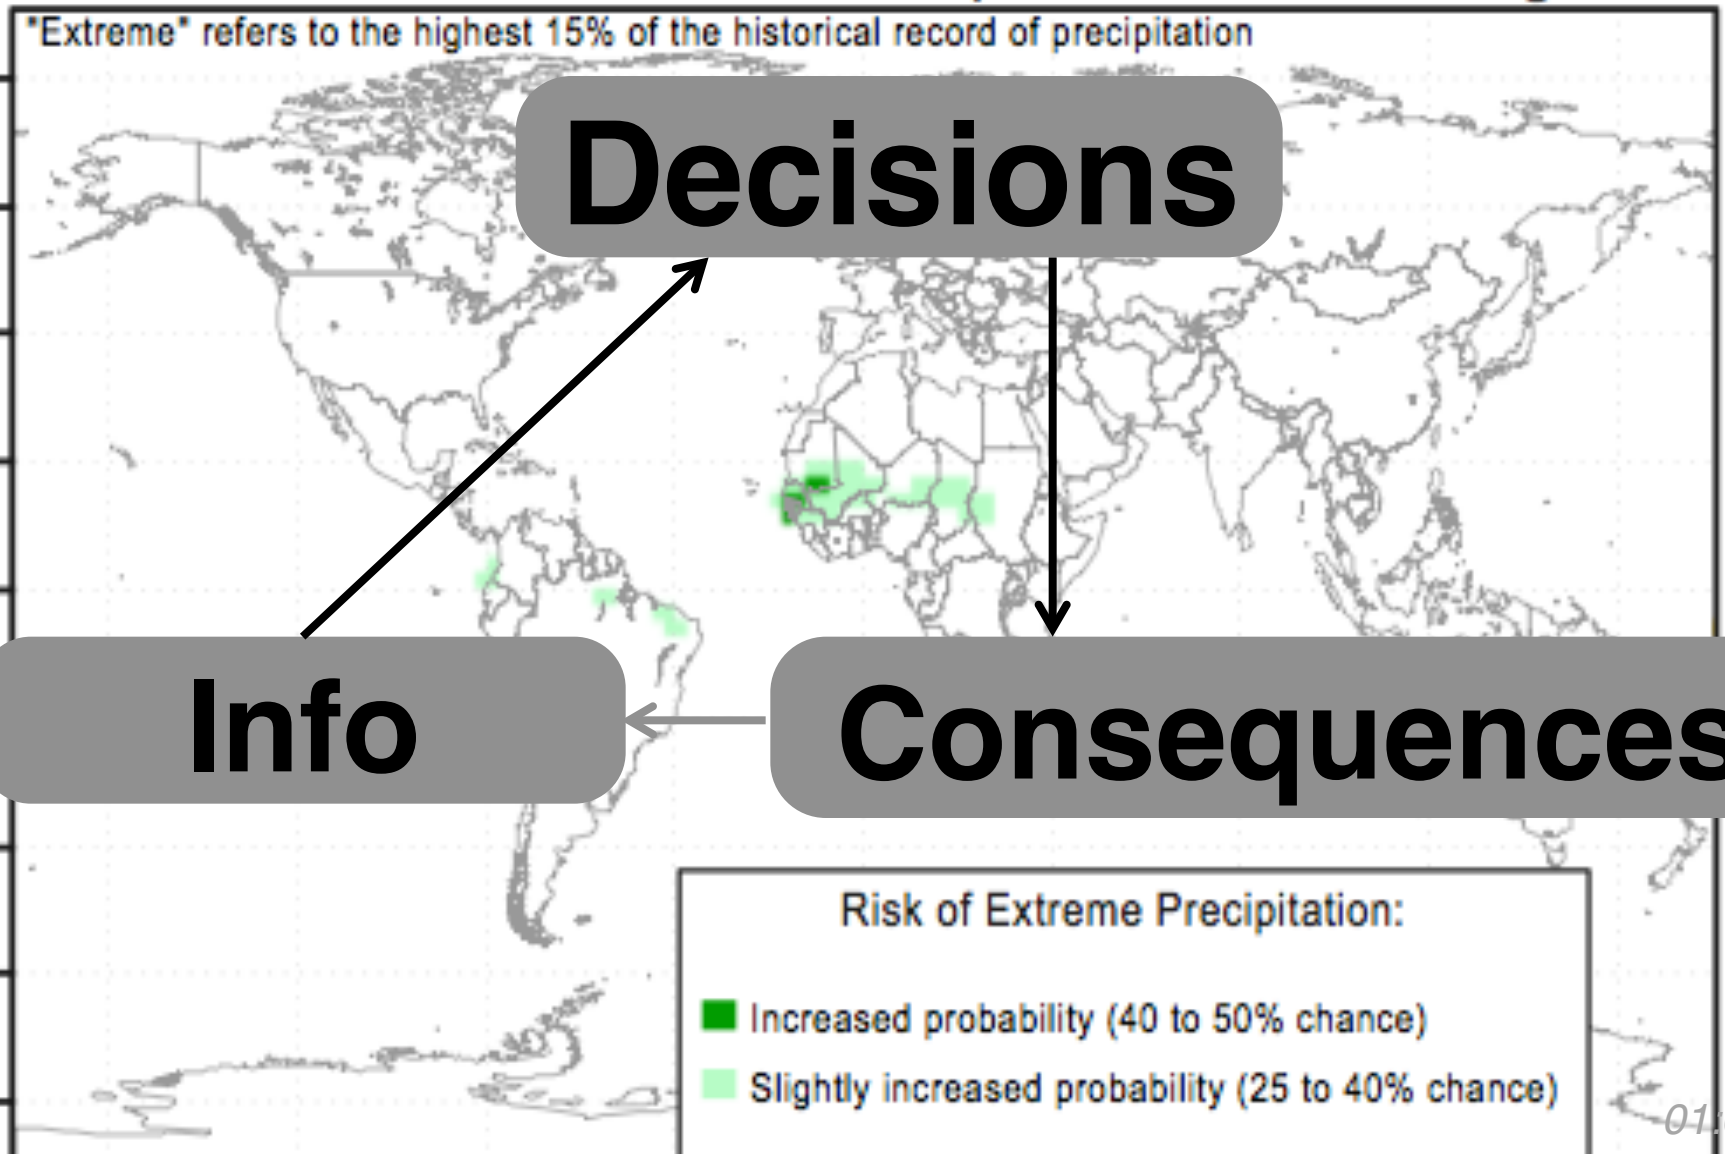 "Extreme" refers to the highest 15% of the historical record of precipitation
Decisions
Info
Consequences
Risk of Extreme Precipitation:
Increased probability (40 to 50% chance)
Slightly increased probability (25 to 40% chance)
01: